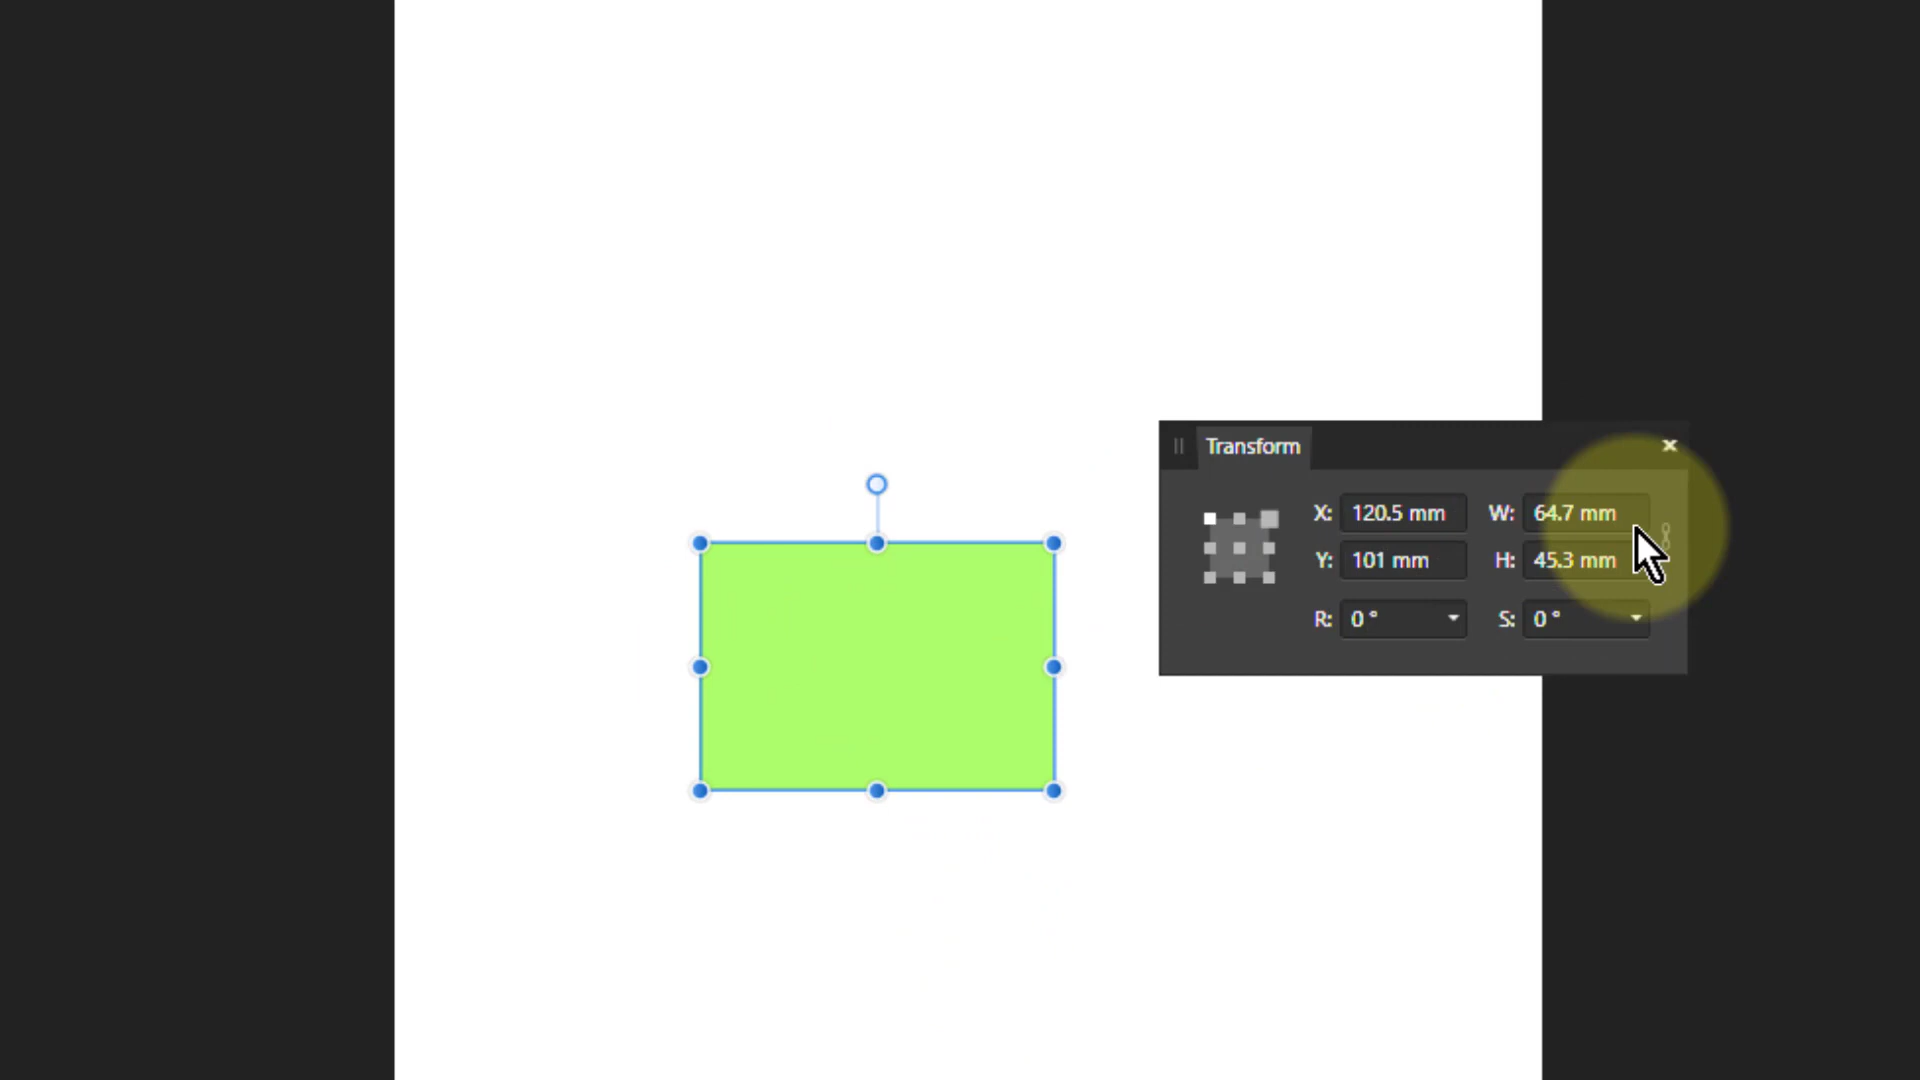 Transform
X: 120.5 mm W: 64.7 mm
Y: 101 mm H: 45.3 mm
R: 0 ° S: 0 °